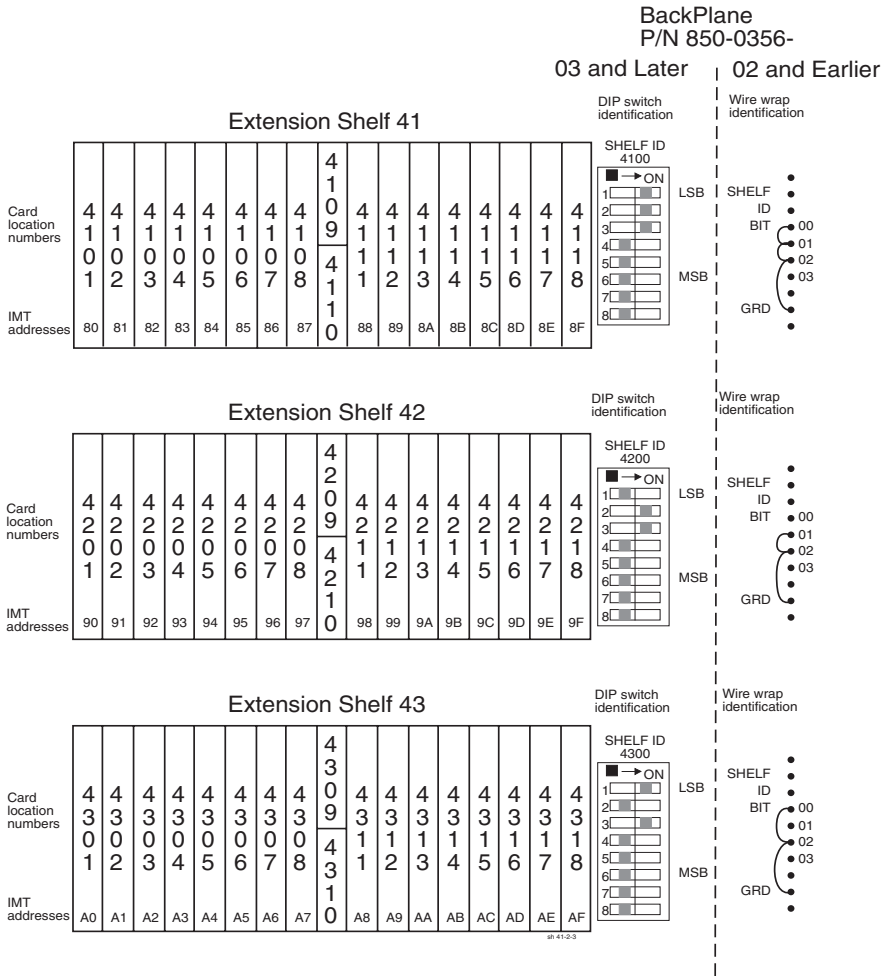 BackPlane
P/N 850-0356-
03 and Later
02 and Earlier
Extension Shelf 41
DIP switch
identification
Wire wrap
identification
Card
location
numbers
4101 4102 4103 4104 4105 4106 4107 4108 4109 4110 4111 4112 4113 4114 4115 4116 4117 4118
IMT
addresses
80 81 82 83 84 85 86 87 88 89 8A 8B 8C 8D 8E 8F
SHELF ID
4100
→ ON
1
2
3
4
5
6
7
8
LSB
MSB
SHELF
ID
BIT
00
01
02
03
GRD
Extension Shelf 42
DIP switch
identification
Wire wrap
identification
Card
location
numbers
4201 4202 4203 4204 4205 4206 4207 4208 4209 4210 4211 4212 4213 4214 4215 4216 4217 4218
IMT
addresses
90 91 92 93 94 95 96 97 98 99 9A 9B 9C 9D 9E 9F
SHELF ID
4200
→ ON
1
2
3
4
5
6
7
8
LSB
MSB
SHELF
ID
BIT
00
01
02
03
GRD
Extension Shelf 43
DIP switch
identification
Wire wrap
identification
Card
location
numbers
4301 4302 4303 4304 4305 4306 4307 4308 4309 4310 4311 4312 4313 4314 4315 4316 4317 4318
IMT
addresses
A0 A1 A2 A3 A4 A5 A6 A7 A8 A9 AA AB AC AD AE AF
SHELF ID
4300
→ ON
1
2
3
4
5
6
7
8
LSB
MSB
SHELF
ID
BIT
00
01
02
03
GRD
sh 41-2-3